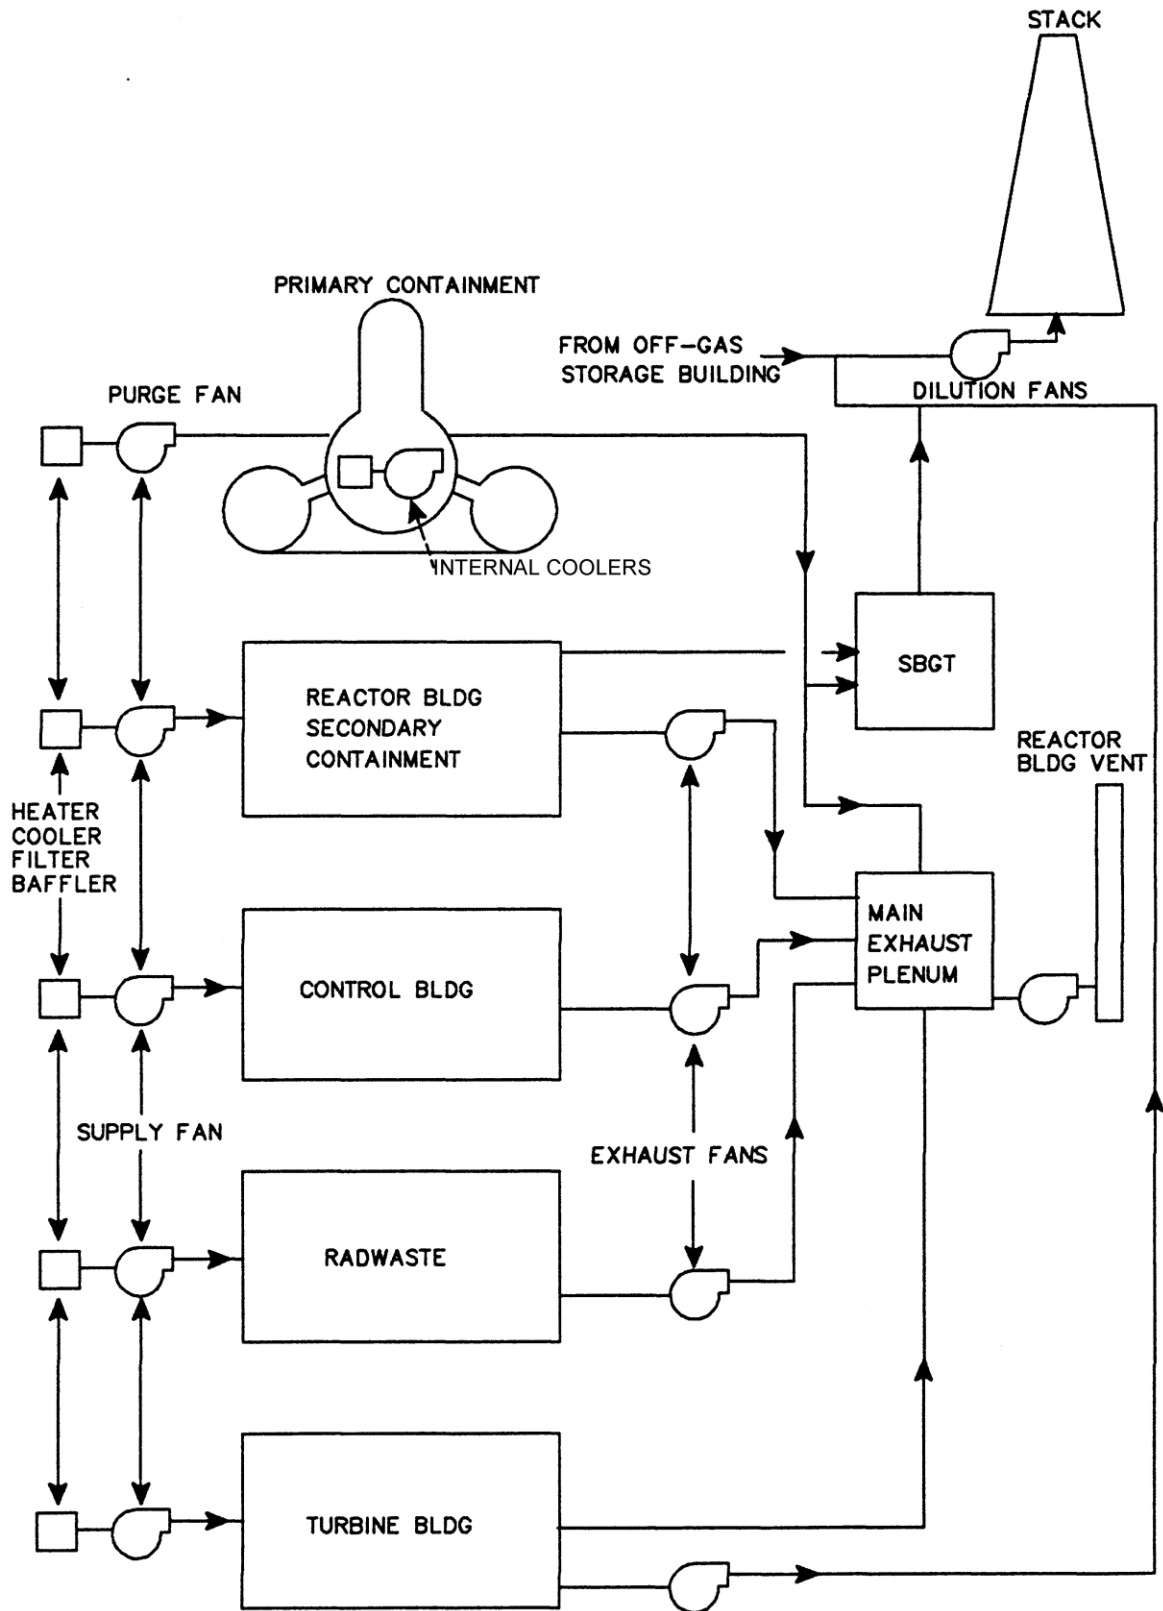 STACK
PRIMARY CONTAINMENT
FROM OFF-GAS
STORAGE BUILDING
PURGE FAN
DILUTION FANS
INTERNAL COOLERS
SBGT
REACTOR BLDG
SECONDARY
CONTAINMENT
REACTOR
BLDG VENT
HEATER
COOLER
FILTER
BAFFLER
MAIN
EXHAUST
PLENUM
CONTROL BLDG
SUPPLY FAN
EXHAUST FANS
RADWASTE
TURBINE BLDG